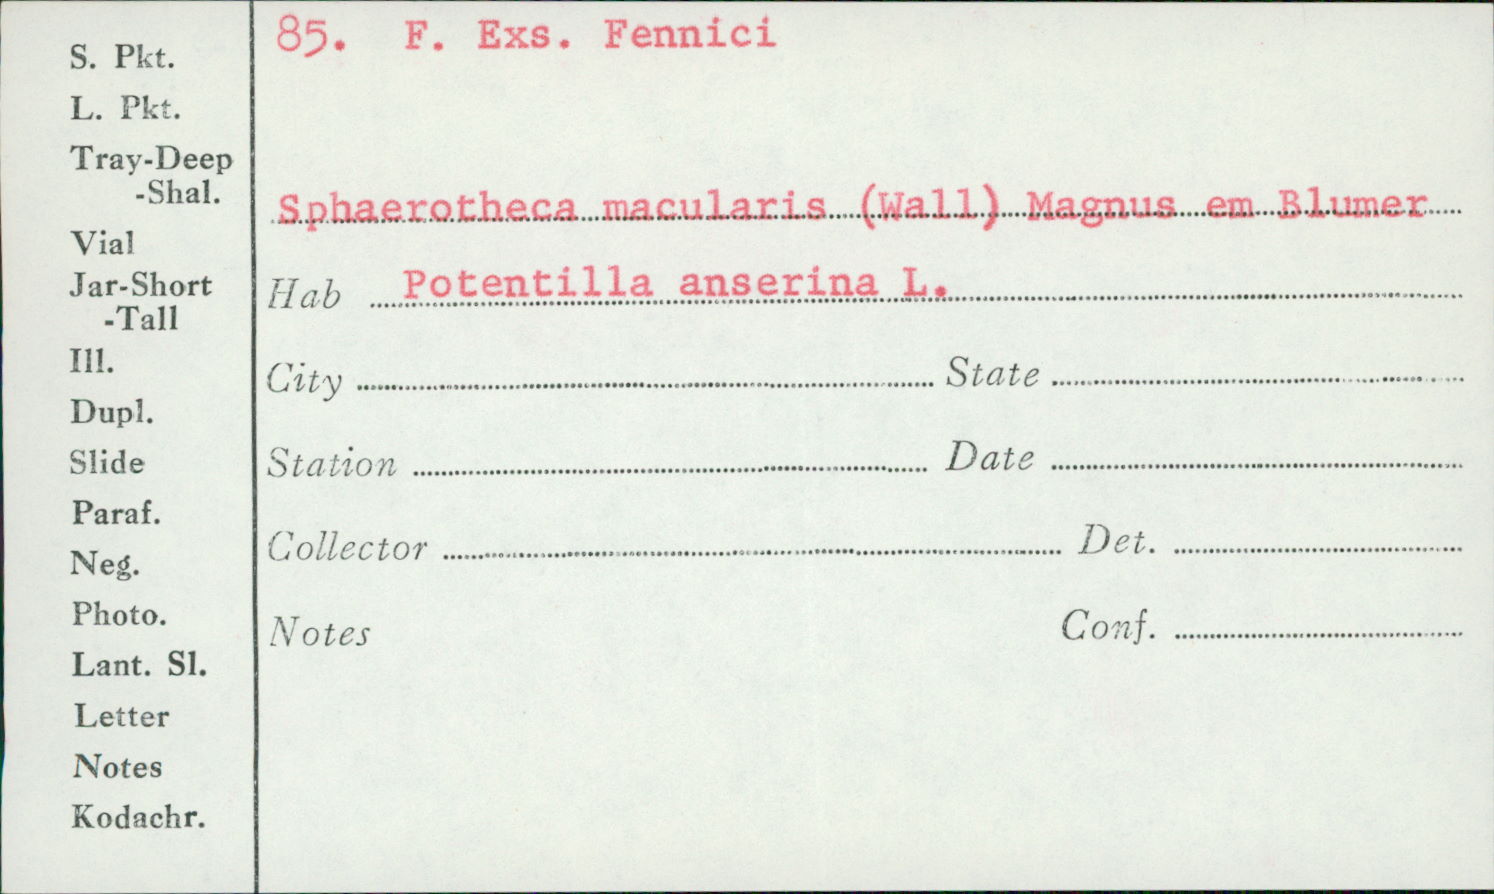 85. F. Exs. Fennici
S. Pkt.
L. Pkt.
Tray-Deep
-Shal.
Vial
Jar-Short
-Tall
Ill.
Dupl.
Slide
Paraf.
Neg.
Photo.
Lant. Sl.
Letter
Notes
Kodachr.
Sphaerotheca macularis (Wall) Magnus em Blumer
Hab Potentilla anserina L.
City State
Station Date
Collector Det.
Notes Conf.